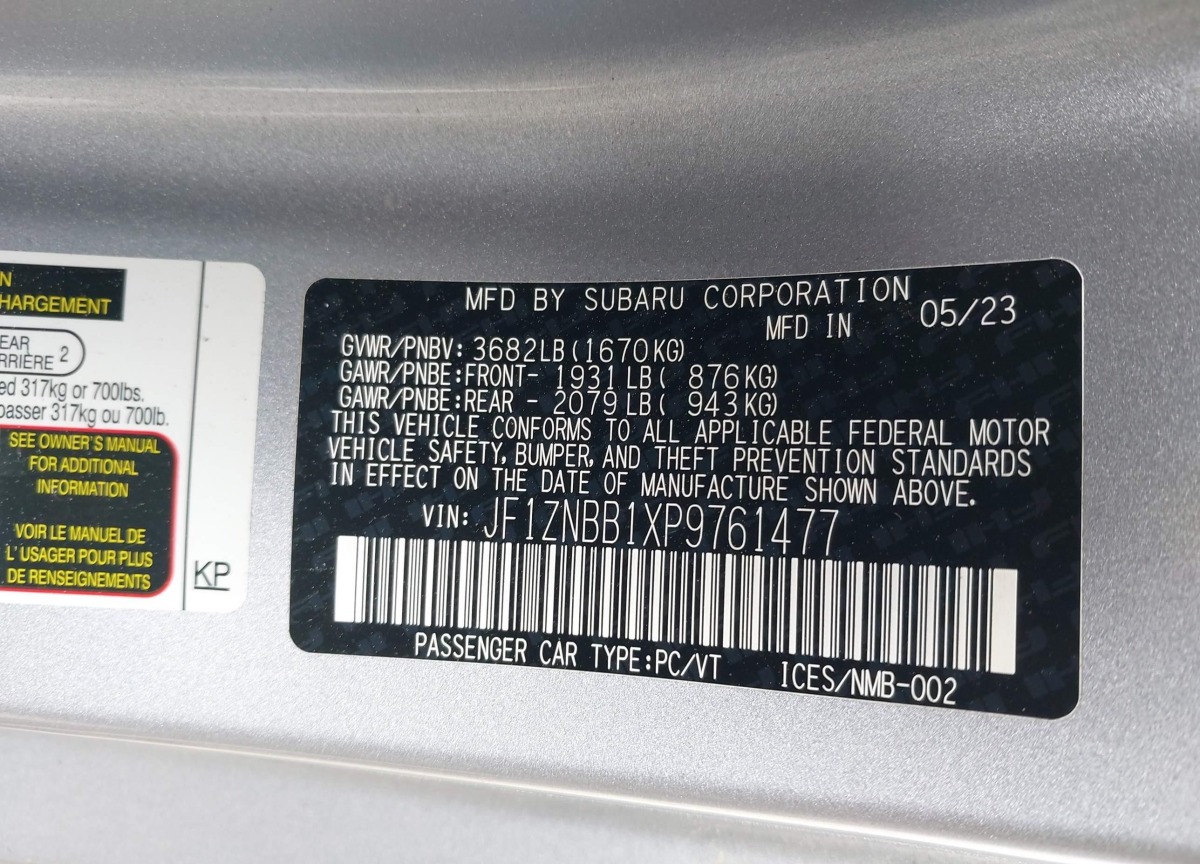 N
HARGEMENT
EAR
RRIÈRE 2
ed 317kg or 700lbs.
passer 317kg ou 700lb.
SEE OWNER'S MANUAL
FOR ADDITIONAL
INFORMATION
VOIR LE MANUEL DE
L'USAGER POUR PLUS
DE RENSEIGNEMENTS
KP
MFD BY SUBARU CORPORATION
MFD IN 05/23
GVWR/PNBV: 3682LB(1670KG)
GAWR/PNBE:FRONT- 1931LB( 876KG)
GAWR/PNBE:REAR - 2079LB( 943KG)
THIS VEHICLE CONFORMS TO ALL APPLICABLE FEDERAL MOTOR
VEHICLE SAFETY, BUMPER, AND THEFT PREVENTION STANDARDS
IN EFFECT ON THE DATE OF MANUFACTURE SHOWN ABOVE.
VIN: JF1ZNBB1XP9761477
PASSENGER CAR TYPE:PC/VT ICES/NMB-002